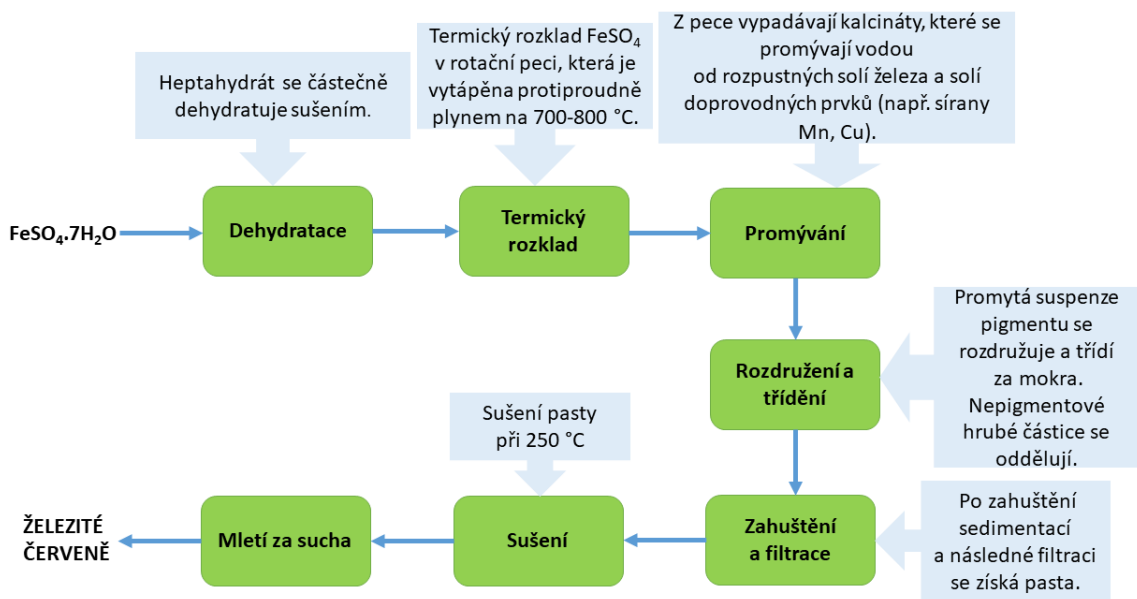 Heptahydrát se částečně
dehydratuje sušením.
Termický rozklad FeSO₄
v rotační peci, která je
vytápěna protiproudně
plynem na 700-800 °C.
Z pece vypadávají kalcináty, které se
promývají vodou
od rozpustných solí železa a solí
doprovodných prvků (např. sírany
Mn, Cu).
FeSO₄.7H₂O
Dehydratace
Termický
rozklad
Promývání
Rozdružení a
třídění
Promytá suspenze
pigmentu se
rozdružuje a třídí
za mokra.
Nepigmentové
hrubé částice se
oddělují.
Zahuštění
a filtrace
Po zahuštění
sedimentací
a následné filtraci
se získá pasta.
Sušení pasty
při 250 °C
Sušení
Mletí za sucha
ŽELEZITÉ
ČERVENĚ